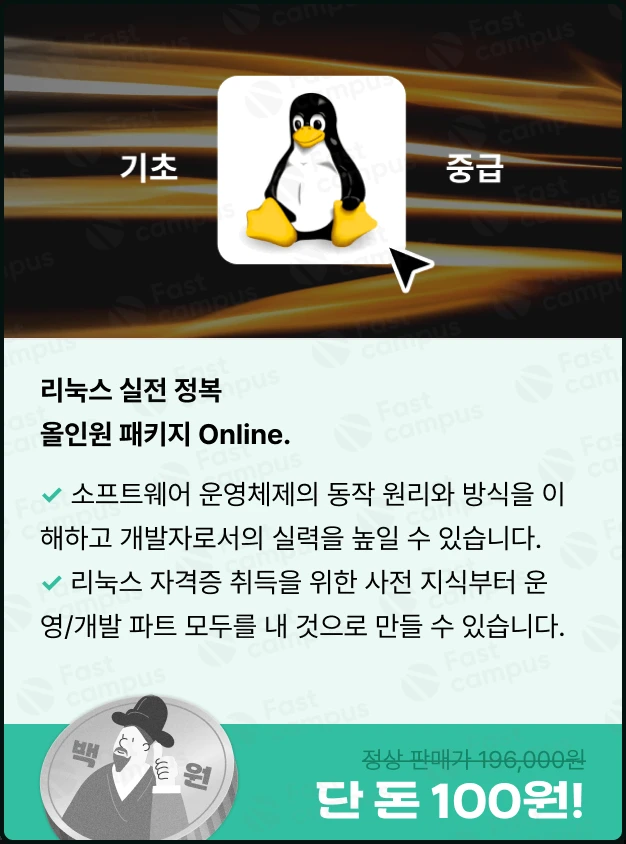 기초
중급
리눅스 실전 정복
올인원 패키지 Online.
✓ 소프트웨어 운영체제의 동작 원리와 방식을 이
해하고 개발자로서의 실력을 높일 수 있습니다.
✓ 리눅스 자격증 취득을 위한 사전 지식부터 운
영/개발 파트 모두를 내 것으로 만들 수 있습니다.
백
원
정상 판매가 196,000원
단 돈 100원!
Fast
campus